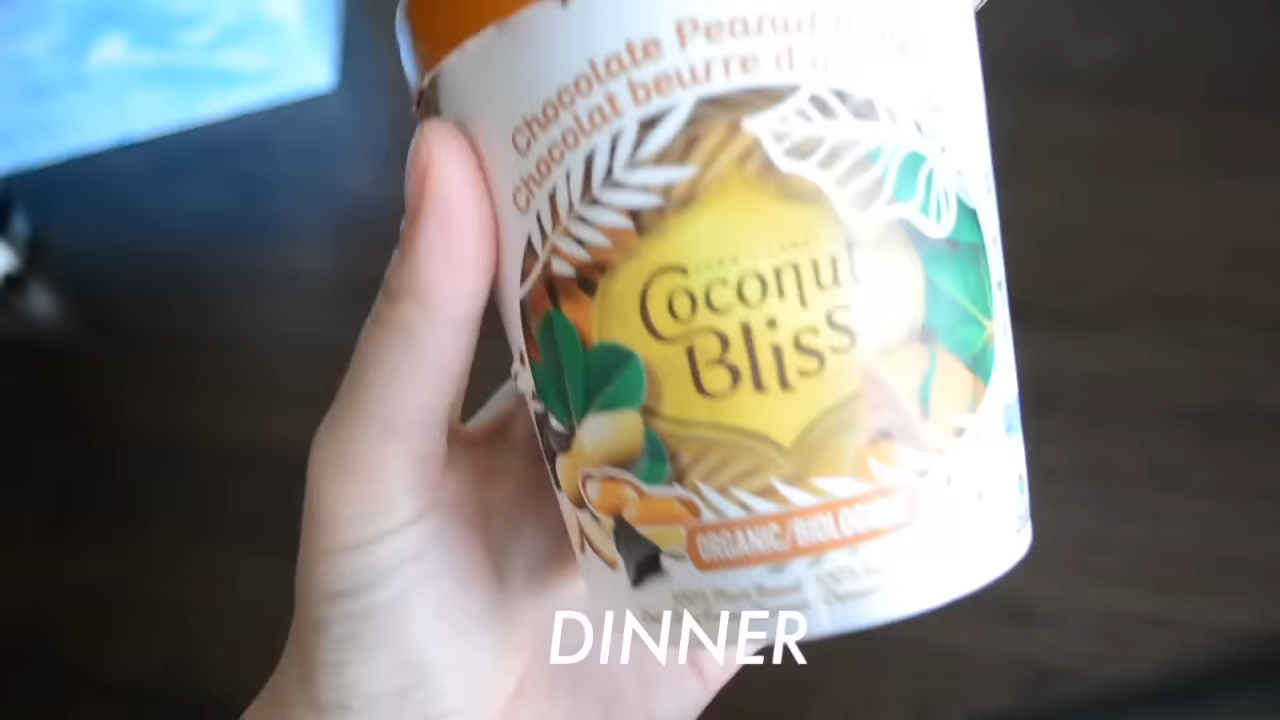 Chocolate Peanut
Chocolat beurre d'
Coconut
Bliss
ORGANIC/BIOLOGIQUE
DINNER